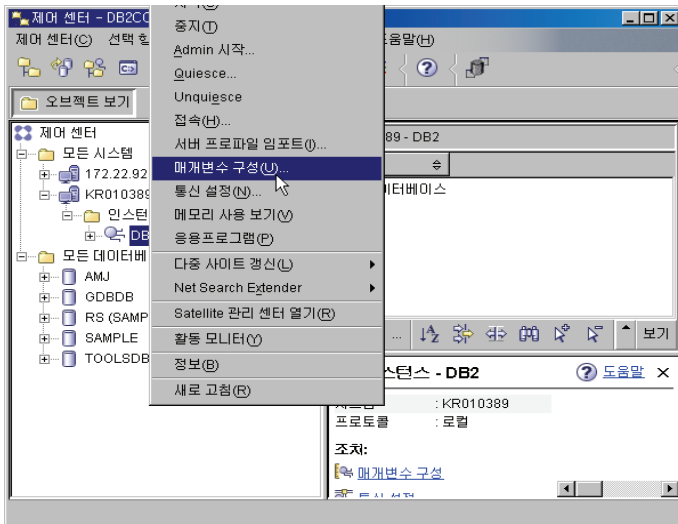 제어 센터 - DB2CC
제어 센터(C) 선택 도움말(H)
오브젝트 보기
제어 센터
모든 시스템
172.22.92
KR010389
인스턴
DB
모든 데이터베
AMJ
GDBDB
RS (SAMP
SAMPLE
TOOLSDB
중지(T)
Admin 시작...
Quiesce...
Unquiesce
접속(H)...
서버 프로파일 임포트(I)...
매개변수 구성(U)...
통신 설정(N)...
메모리 사용 보기(V)
응용프로그램(P)
다중 사이트 갱신(L)
Net Search Extender
Satellite 관리 센터 열기(R)
활동 모니터(Y)
정보(B)
새로 고침(R)
89 - DB2
이터베이스
... 보기
스턴스 - DB2 도움말
: KR010389
프로토콜 : 로컬
조치:
매개변수 구성
통신 설정